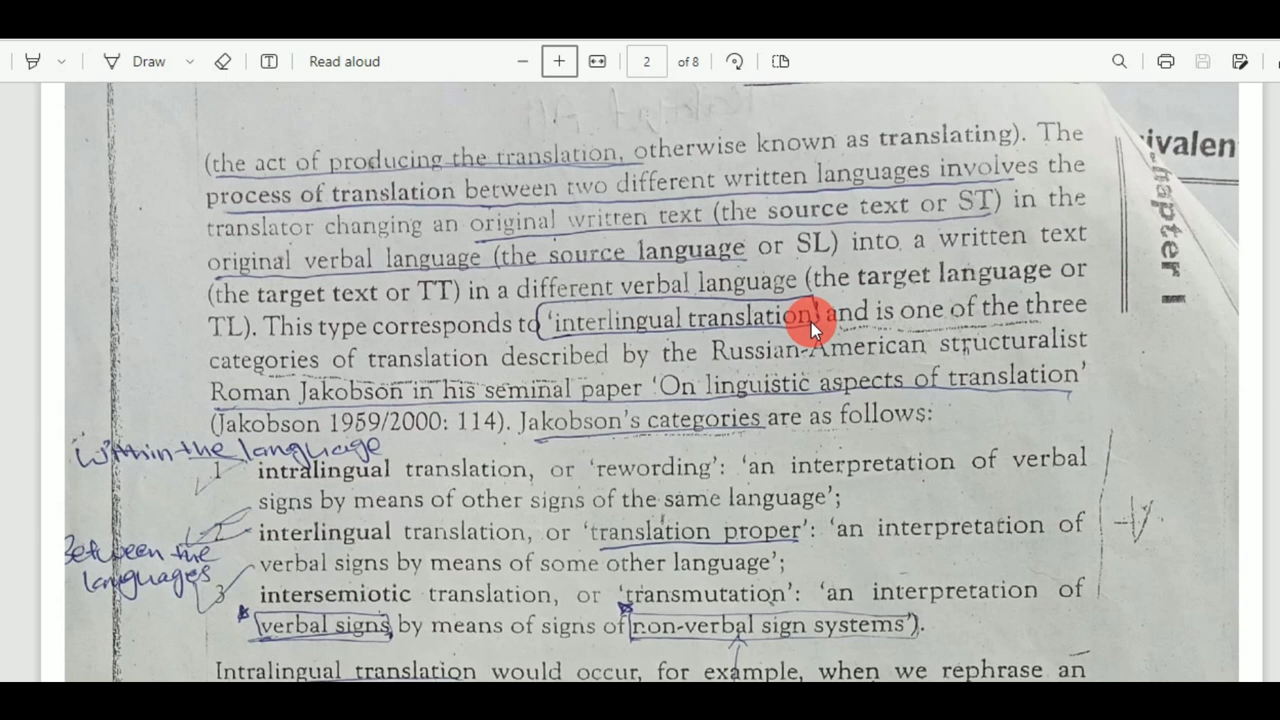 Draw
Read aloud
2
of 8
(the act of producing the translation, otherwise known as translating). The
process of translation between two different written languages involves the
translator changing an original written text (the source text or ST) in the
original verbal language (the source language or SL) into a written text
(the target text or TT) in a different verbal language (the target language or
TL). This type corresponds to 'interlingual translation' and is one of the three
categories of translation described by the Russian-American structuralist
Roman Jakobson in his seminal paper 'On linguistic aspects of translation'
(Jakobson 1959/2000: 114). Jakobson's categories are as follows:
within the language
1 intralingual translation, or 'rewording': 'an interpretation of verbal
signs by means of other signs of the same language';
2 interlingual translation, or 'translation proper': 'an interpretation of
Between the
verbal signs by means of some other language';
languages
3 intersemiotic translation, or 'transmutation': 'an interpretation of
verbal signs by means of signs of non-verbal sign systems').
Intralingual translation would occur, for example, when we rephrase an
ivalen
hapter 1